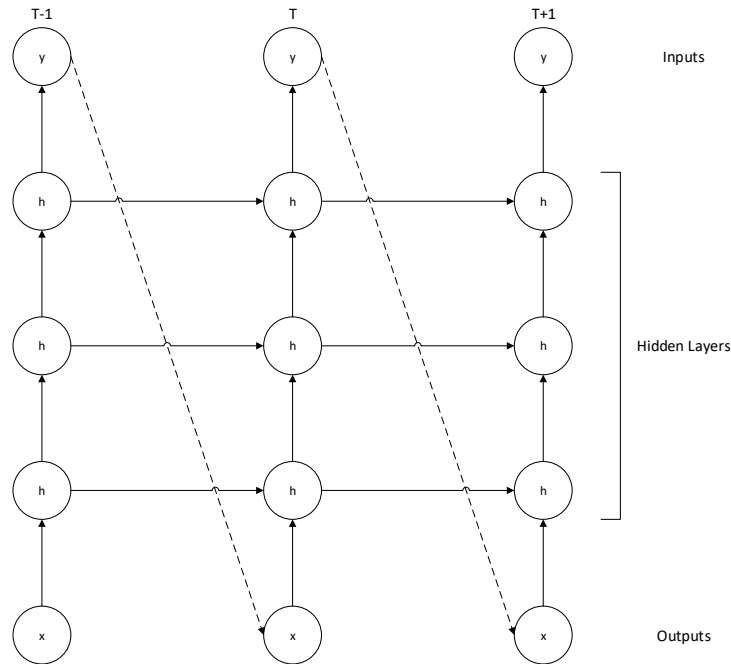 T-1 T T+1
y y y Inputs
h h h
h h h Hidden Layers
h h h
x x x Outputs